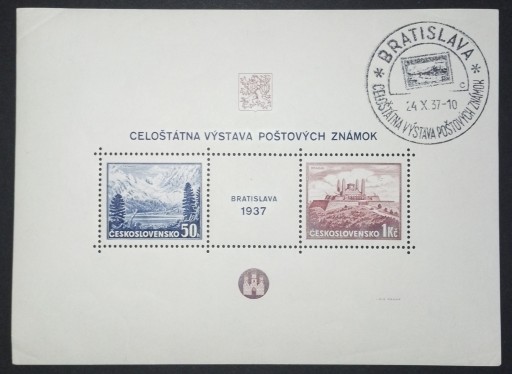 * BRATISLAVA *
C
24 X. 37-10
CELOŠTÁTNA VÝSTAVA POŠTOVÝCH ZNÁMOK
CELOŠTÁTNA VÝSTAVA POŠTOVÝCH ZNÁMOK
50h
ČESKOSLOVENSKO
BRATISLAVA
1937
ČESKOSLOVENSKO
1Kč